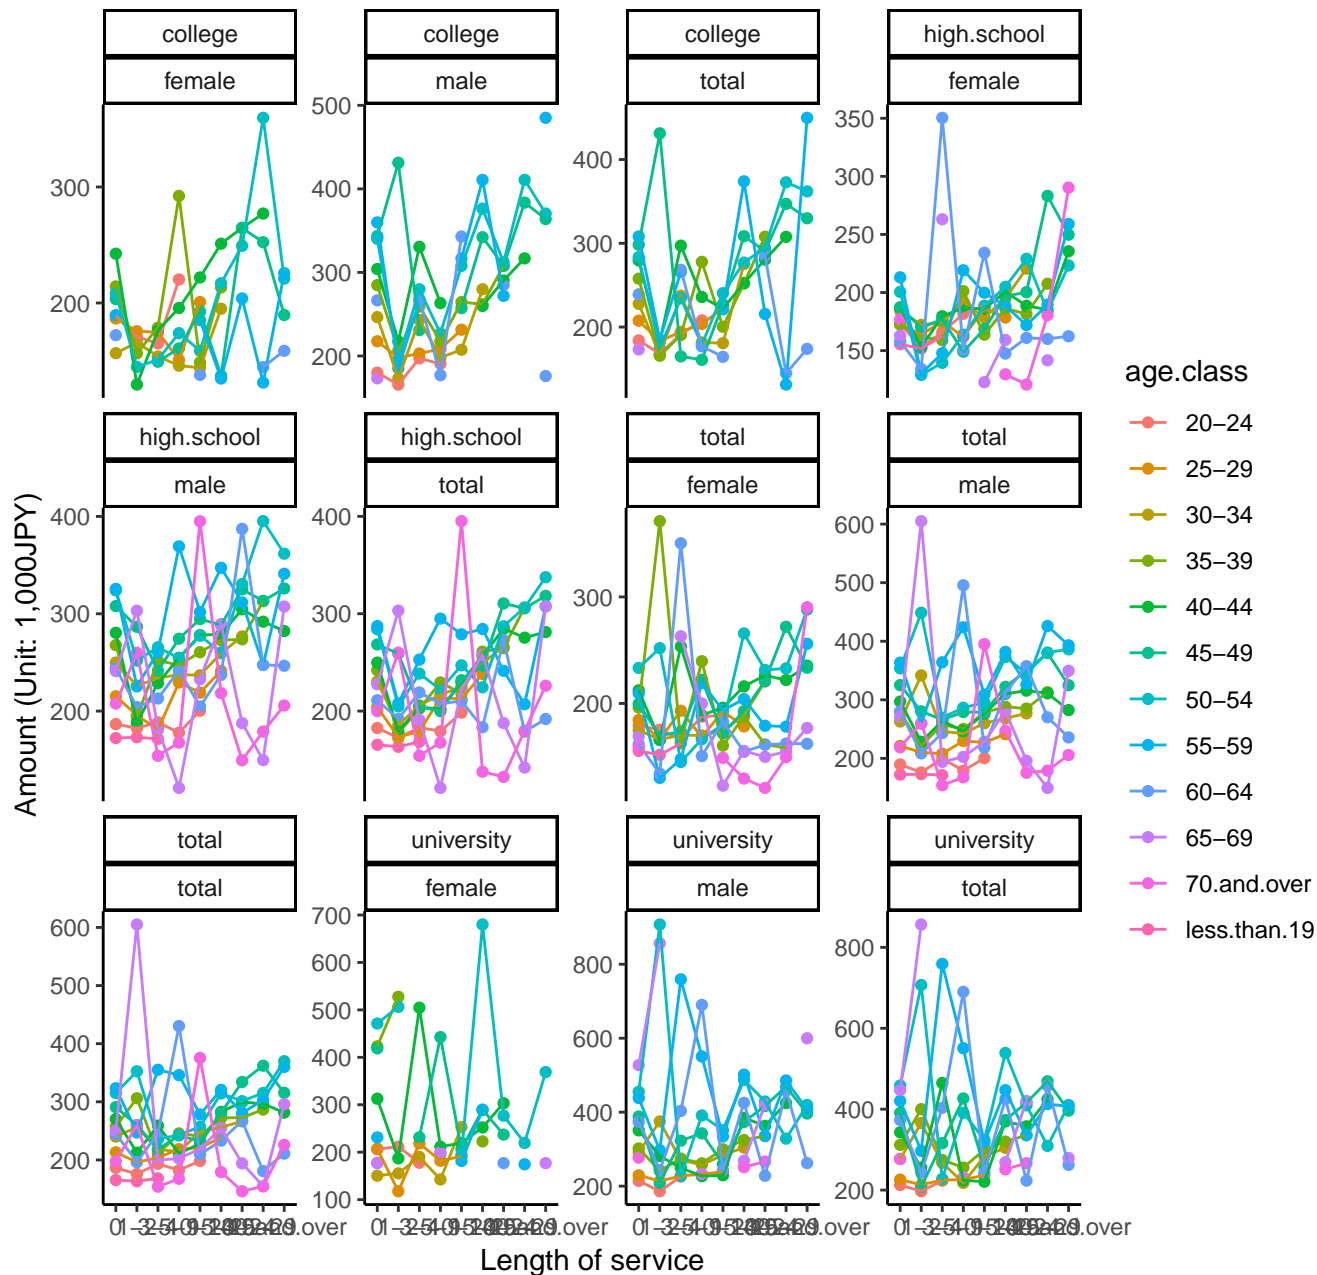 college
college
college
high.school
female
male
total
female
300
200
500
400
300
200
400
300
200
350
300
250
200
150
high.school
high.school
total
total
male
total
female
male
400
300
200
400
300
200
300
200
600
500
400
300
200
total
university
university
university
total
female
male
total
600
500
400
300
200
700
600
500
400
300
200
100
800
600
400
200
800
600
400
200
Amount (Unit: 1,000JPY)
Length of service
age.class
20−24
25−29
30−34
35−39
40−44
45−49
50−54
55−59
60−64
65−69
70.and.over
less.than.19